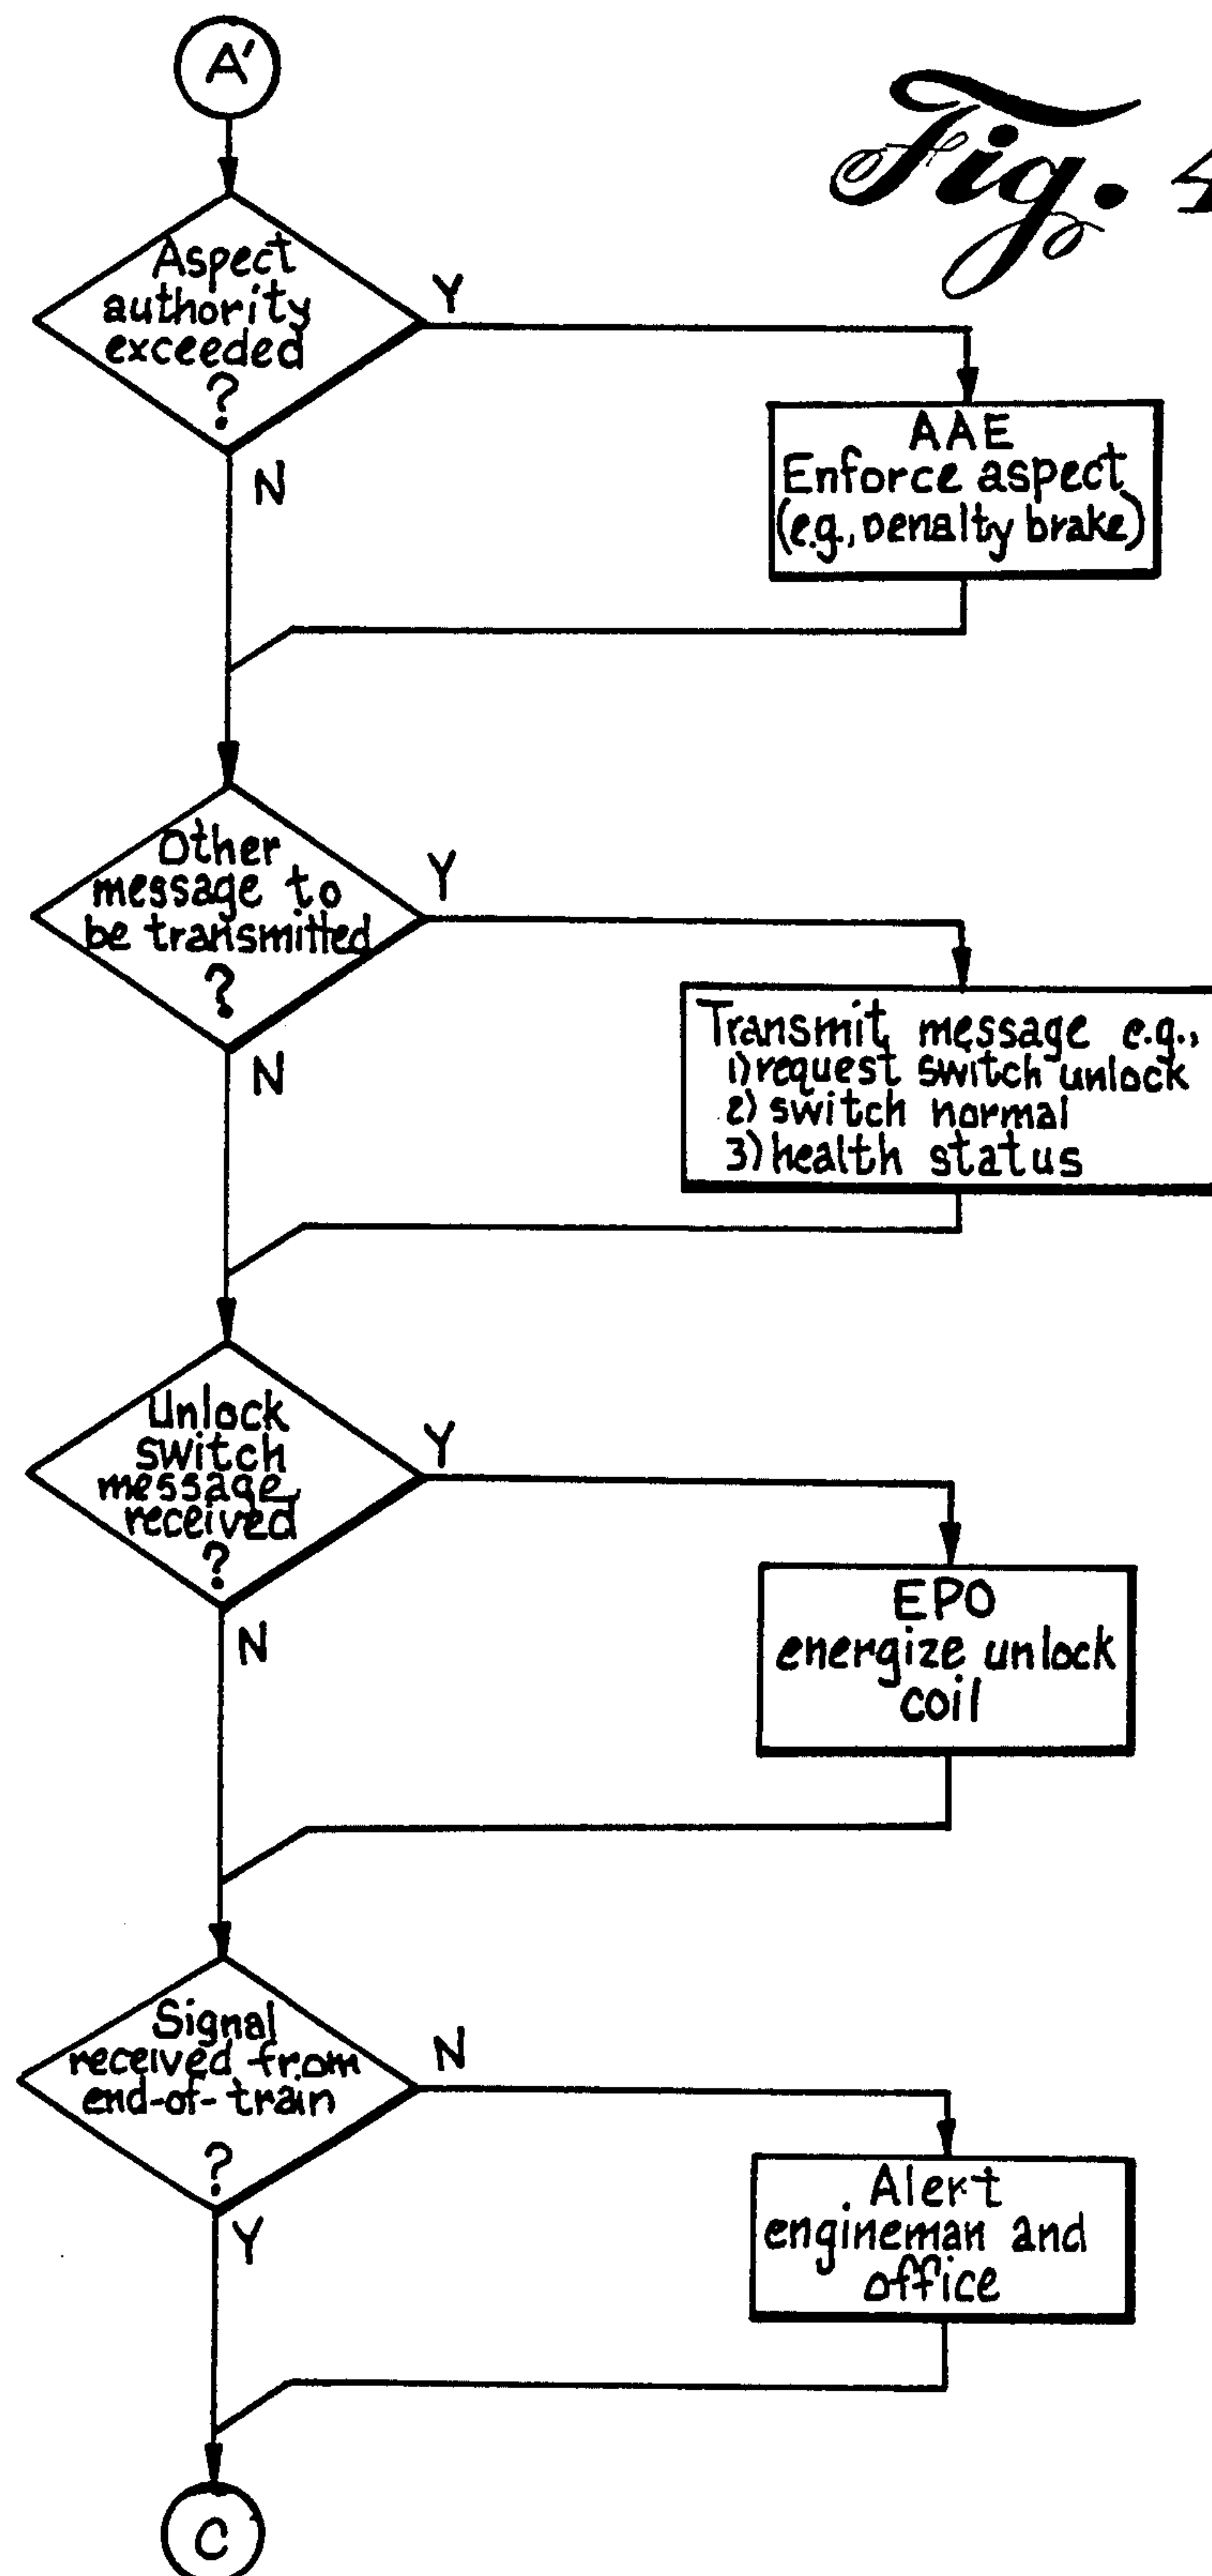 A'
Fig. 4
Aspect
authority
exceeded
?
Y
N
AAE
Enforce aspect
(e.g., penalty brake)
Other
message to
be transmitted
?
Y
N
Transmit message e.g.,
1) request switch unlock
2) switch normal
3) health status
Unlock
switch
message
received
?
Y
N
EPO
energize unlock
coil
Signal
received from
end-of-train
?
N
Y
Alert
engineman and
office
C